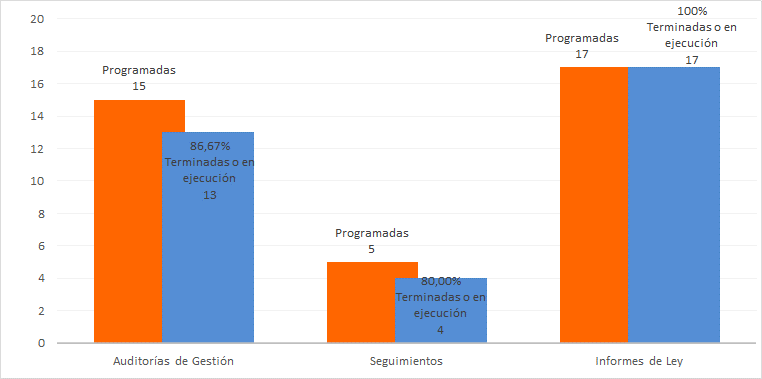 20
18
16
14
12
10
8
6
4
2
0
Programadas
15
86,67%
Terminadas o en
ejecución
13
Programadas
5
80,00%
Terminadas o en
ejecución
4
Programadas
17
100%
Terminadas o en
ejecución
17
Auditorías de Gestión
Seguimientos
Informes de Ley